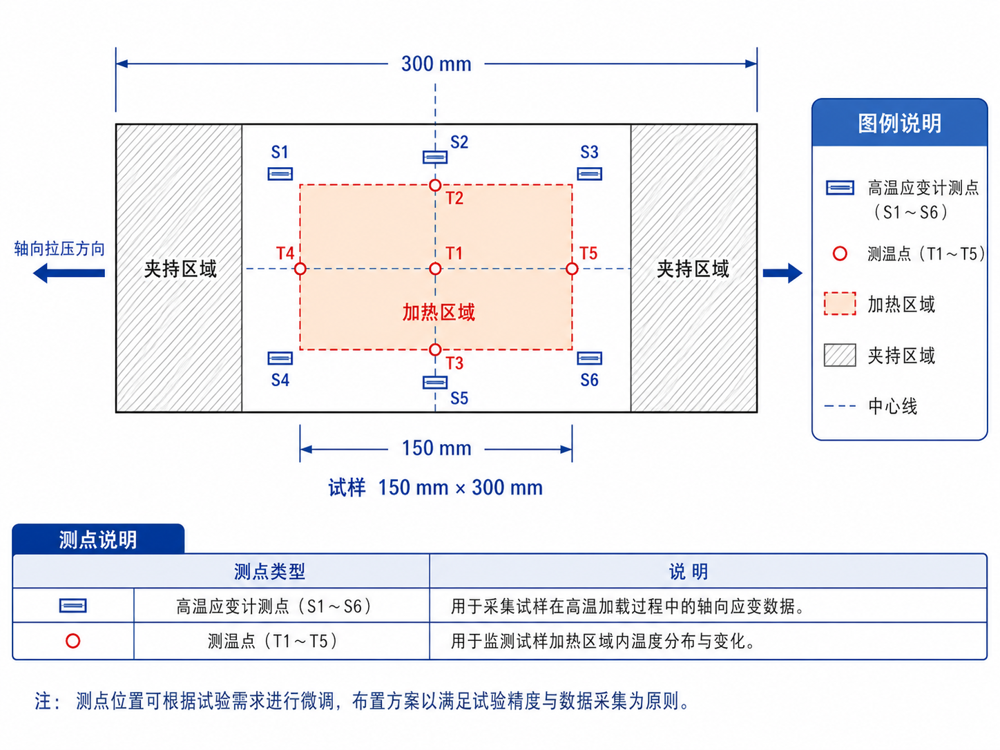 300 mm
S1
S2
S3
T2
T4
T1
T5
轴向拉压方向
夹持区域
夹持区域
加热区域
T3
S4
S5
S6
150 mm
试样 150 mm × 300 mm
图例说明
高温应变计测点
（S1～S6）
测温点（T1～T5）
加热区域
夹持区域
中心线
测点说明
测点类型 说 明
高温应变计测点（S1～S6） 用于采集试样在高温加载过程中的轴向应变数据。
测温点（T1～T5） 用于监测试样加热区域内温度分布与变化。
注： 测点位置可根据试验需求进行微调，布置方案以满足试验精度与数据采集为原则。